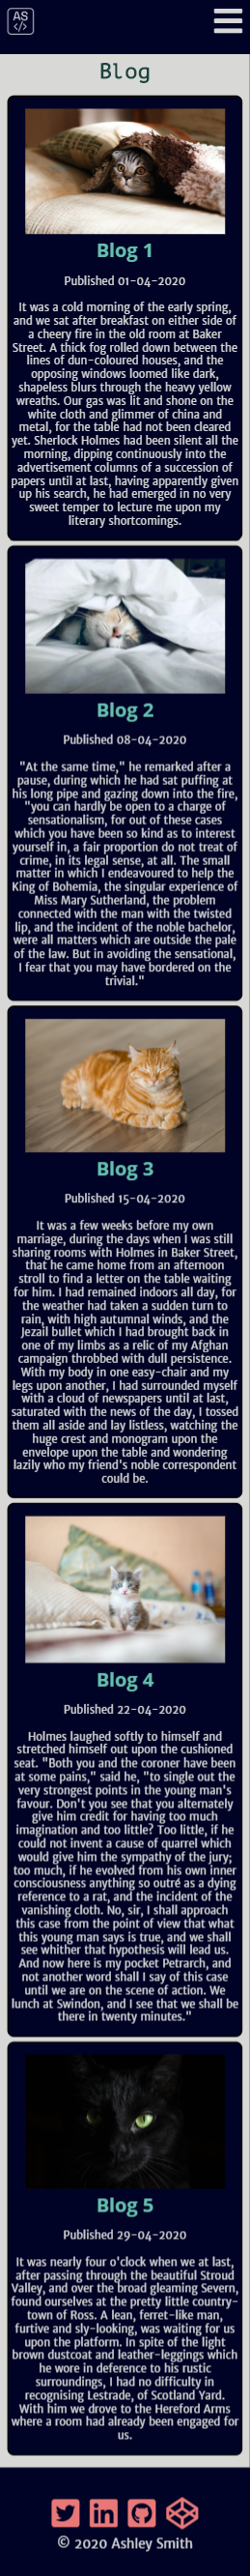 AS
</>
Blog
Blog 1
Published 01-04-2020
It was a cold morning of the early spring,
and we sat after breakfast on either side of
a cheery fire in the old room at Baker
Street. A thick fog rolled down between the
lines of dun-coloured houses, and the
opposing windows loomed like dark,
shapeless blurs through the heavy yellow
wreaths. Our gas was lit and shone on the
white cloth and glimmer of china and
metal, for the table had not been cleared
yet. Sherlock Holmes had been silent all the
morning, dipping continuously into the
advertisement columns of a succession of
papers until at last, having apparently given
up his search, he had emerged in no very
sweet temper to lecture me upon my
literary shortcomings.
Blog 2
Published 08-04-2020
"At the same time," he remarked after a
pause, during which he had sat puffing at
his long pipe and gazing down into the fire,
"you can hardly be open to a charge of
sensationalism, for out of these cases
which you have been so kind as to interest
yourself in, a fair proportion do not treat of
crime, in its legal sense, at all. The small
matter in which I endeavoured to help the
King of Bohemia, the singular experience of
Miss Mary Sutherland, the problem
connected with the man with the twisted
lip, and the incident of the noble bachelor,
were all matters which are outside the pale
of the law. But in avoiding the sensational,
I fear that you may have bordered on the
trivial."
Blog 3
Published 15-04-2020
It was a few weeks before my own
marriage, during the days when I was still
sharing rooms with Holmes in Baker Street,
that he came home from an afternoon
stroll to find a letter on the table waiting
for him. I had remained indoors all day, for
the weather had taken a sudden turn to
rain, with high autumnal winds, and the
Jezail bullet which I had brought back in
one of my limbs as a relic of my Afghan
campaign throbbed with dull persistence.
With my body in one easy-chair and my
legs upon another, I had surrounded myself
with a cloud of newspapers until at last,
saturated with the news of the day, I tossed
them all aside and lay listless, watching the
huge crest and monogram upon the
envelope upon the table and wondering
lazily who my friend's noble correspondent
could be.
Blog 4
Published 22-04-2020
Holmes laughed softly to himself and
stretched himself out upon the cushioned
seat. "Both you and the coroner have been
at some pains," said he, "to single out the
very strongest points in the young man's
favour. Don't you see that you alternately
give him credit for having too much
imagination and too little? Too little, if he
could not invent a cause of quarrel which
would give him the sympathy of the jury;
too much, if he evolved from his own inner
consciousness anything so outré as a dying
reference to a rat, and the incident of the
vanishing cloth. No, sir, I shall approach
this case from the point of view that what
this young man says is true, and we shall
see whither that hypothesis will lead us.
And now here is my pocket Petrarch, and
not another word shall I say of this case
until we are on the scene of action. We
lunch at Swindon, and I see that we shall be
there in twenty minutes."
Blog 5
Published 29-04-2020
It was nearly four o'clock when we at last,
after passing through the beautiful Stroud
Valley, and over the broad gleaming Severn,
found ourselves at the pretty little country-
town of Ross. A lean, ferret-like man,
furtive and sly-looking, was waiting for us
upon the platform. In spite of the light
brown dustcoat and leather-leggings which
he wore in deference to his rustic
surroundings, I had no difficulty in
recognising Lestrade, of Scotland Yard.
With him we drove to the Hereford Arms
where a room had already been engaged for
us.
© 2020 Ashley Smith